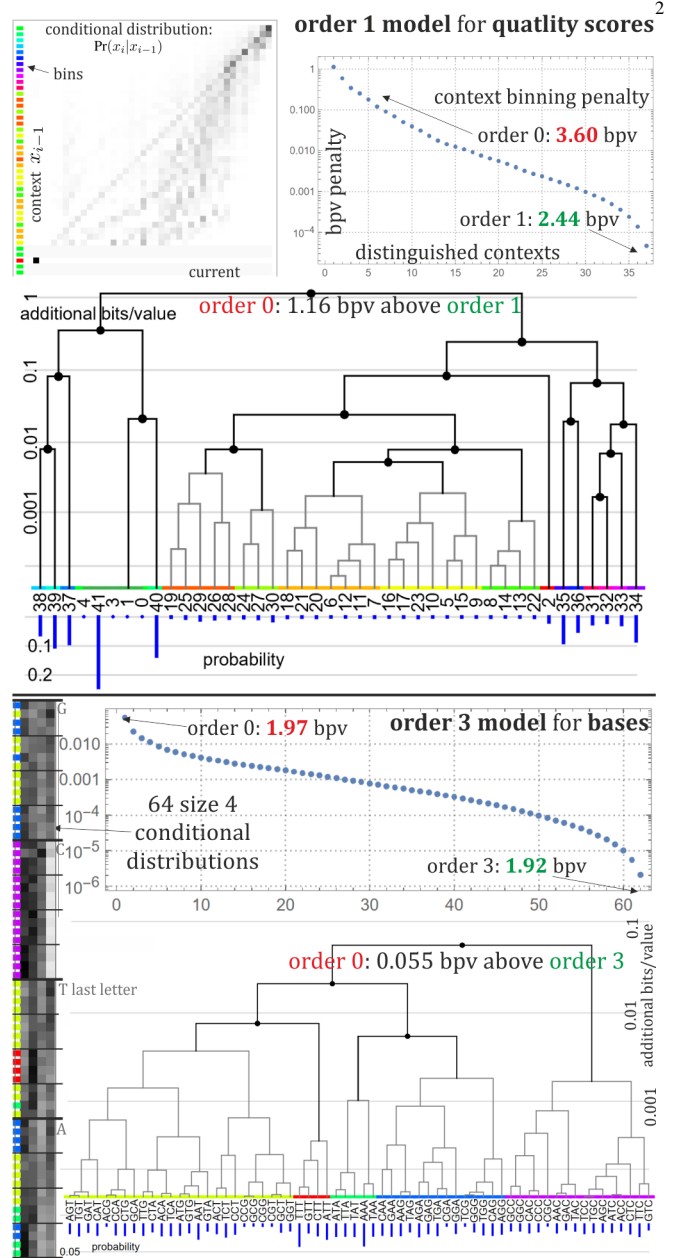 2
conditional distribution:
Pr(x_i|x_{i−1})
bins
context x_{i−1}
current
order 1 model for quatlity scores
1
0.100
0.010
0.001
10^{−4}
bpv penalty
context binning penalty
order 0: 3.60 bpv
order 1: 2.44 bpv
distinguished contexts
0 5 10 15 20 25 30 35
order 0: 1.16 bpv above order 1
additional bits/value
1
0.1
0.01
0.001
38 39 37 4 41 3 1 0 40 19 25 29 26 28 24 27 30 18 21 20 6 12 11 7 16 17 23 10 5 15 9 8 14 13 22 2 35 36 31 32 33 34
0.1
probability
0.2
G
order 0: 1.97 bpv
order 3 model for bases
0.010
0.001
10^{−4}
10^{−5}
10^{−6}
64 size 4
conditional
distributions
C
order 3: 1.92 bpv
0 10 20 30 40 50 60
order 0: 0.055 bpv above order 3
0.1
0.01
0.001
additional bits/value
T last letter
A
0.05
probability